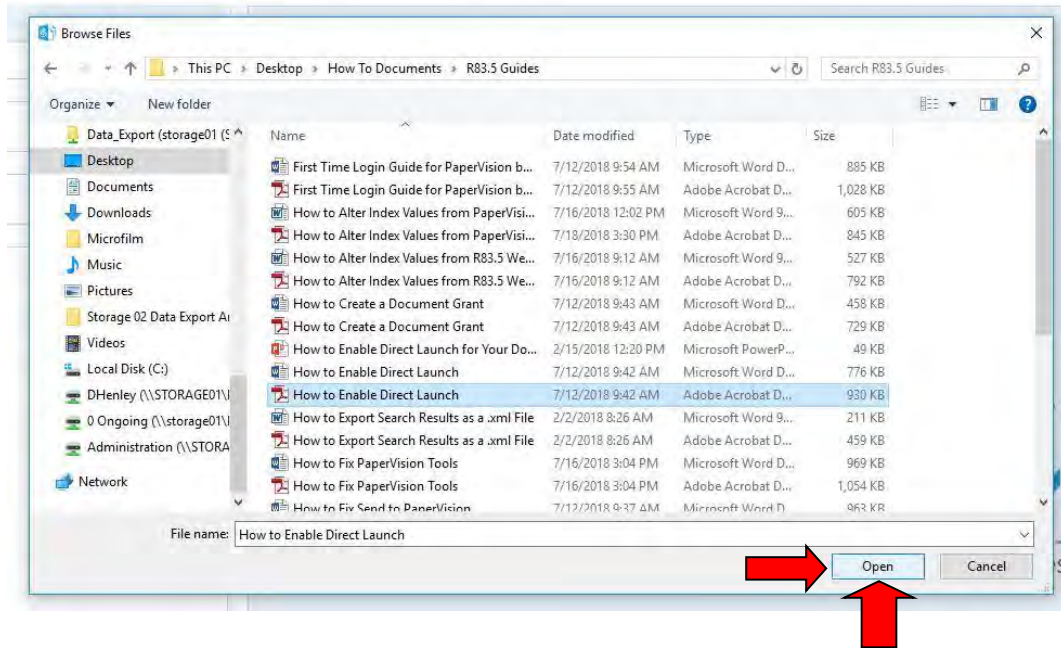 Browse Files
This PC > Desktop > How To Documents > R83.5 Guides
Search R83.5 Guides
Organize New folder
Name Date modified Type Size
Data_Export (storage01 (S
Desktop
Documents
Downloads
Microfilm
Music
Pictures
Storage 02 Data Export
Videos
Local Disk (C:)
DHenley (\\STORAGE01\
0 Ongoing (\\storage01\
Administration (\\STORA
Network
First Time Login Guide for PaperVision b... 7/12/2018 9:54 AM Microsoft Word D... 885 KB
First Time Login Guide for PaperVision b... 7/12/2018 9:55 AM Adobe Acrobat D... 1,028 KB
How to Alter Index Values from PaperVisi... 7/16/2018 12:02 PM Microsoft Word 9... 605 KB
How to Alter Index Values from PaperVisi... 7/18/2018 3:30 PM Adobe Acrobat D... 845 KB
How to Alter Index Values from R83.5 We... 7/16/2018 9:12 AM Microsoft Word 9... 527 KB
How to Alter Index Values from R83.5 We... 7/16/2018 9:12 AM Adobe Acrobat D... 792 KB
How to Create a Document Grant 7/12/2018 9:43 AM Microsoft Word D... 458 KB
How to Create a Document Grant 7/12/2018 9:43 AM Adobe Acrobat D... 729 KB
How to Enable Direct Launch for Your Do... 2/15/2018 12:20 PM Microsoft PowerP... 49 KB
How to Enable Direct Launch 7/12/2018 9:42 AM Microsoft Word D... 776 KB
How to Enable Direct Launch 7/12/2018 9:42 AM Adobe Acrobat D... 930 KB
How to Export Search Results as a .xml File 2/2/2018 8:26 AM Microsoft Word 9... 211 KB
How to Export Search Results as a .xml File 2/2/2018 8:26 AM Adobe Acrobat D... 459 KB
How to Fix PaperVision Tools 7/16/2018 3:04 PM Microsoft Word D... 969 KB
How to Fix PaperVision Tools 7/16/2018 3:04 PM Adobe Acrobat D... 1,054 KB
How to Fix Send to PaperVision 7/12/2018 9:37 AM Microsoft Word D... 963 KB
File name: How to Enable Direct Launch
Open Cancel